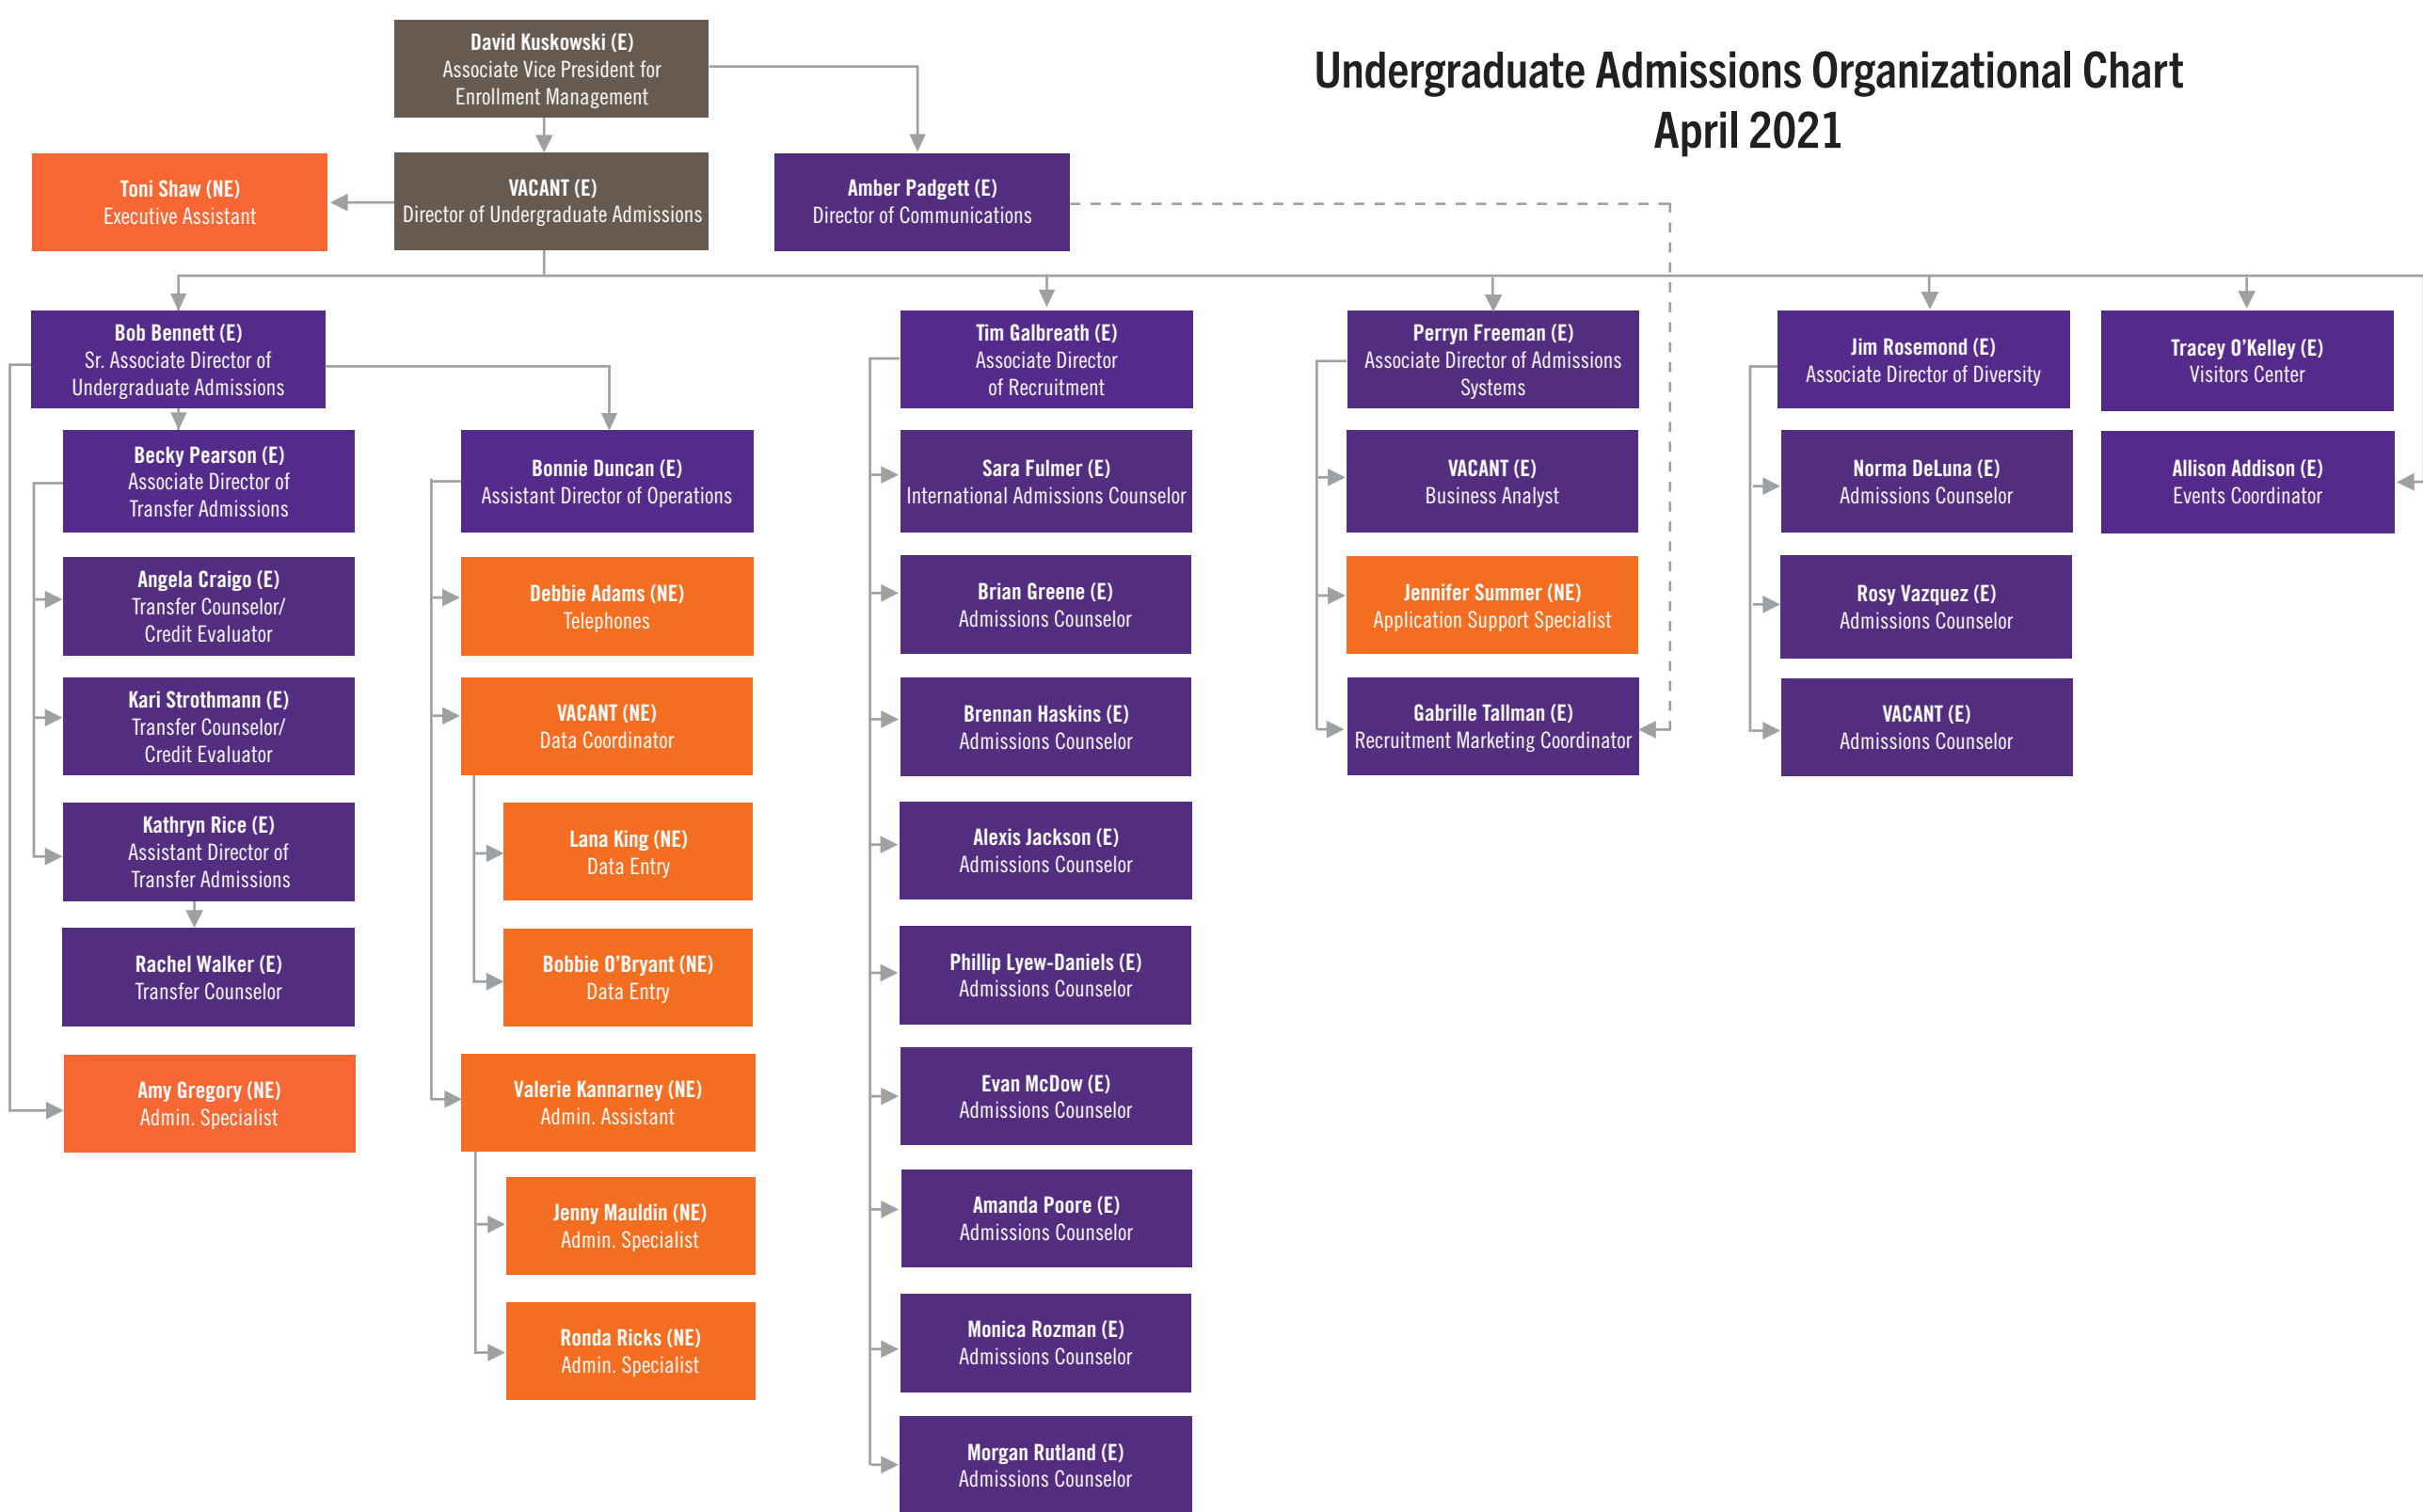 Undergraduate Admissions Organizational Chart
April 2021
David Kuskowski (E)
Associate Vice President for
Enrollment Management
Toni Shaw (NE)
Executive Assistant
VACANT (E)
Director of Undergraduate Admissions
Amber Padgett (E)
Director of Communications
Bob Bennett (E)
Sr. Associate Director of
Undergraduate Admissions
Becky Pearson (E)
Associate Director of
Transfer Admissions
Angela Craigo (E)
Transfer Counselor/
Credit Evaluator
Kari Strothmann (E)
Transfer Counselor/
Credit Evaluator
Kathryn Rice (E)
Assistant Director of
Transfer Admissions
Rachel Walker (E)
Transfer Counselor
Amy Gregory (NE)
Admin. Specialist
Bonnie Duncan (E)
Assistant Director of Operations
Debbie Adams (NE)
Telephones
VACANT (NE)
Data Coordinator
Lana King (NE)
Data Entry
Bobbie O'Bryant (NE)
Data Entry
Valerie Kannarney (NE)
Admin. Assistant
Jenny Mauldin (NE)
Admin. Specialist
Ronda Ricks (NE)
Admin. Specialist
Tim Galbreath (E)
Associate Director
of Recruitment
Sara Fulmer (E)
International Admissions Counselor
Brian Greene (E)
Admissions Counselor
Brennan Haskins (E)
Admissions Counselor
Alexis Jackson (E)
Admissions Counselor
Phillip Lyew-Daniels (E)
Admissions Counselor
Evan McDow (E)
Admissions Counselor
Amanda Poore (E)
Admissions Counselor
Monica Rozman (E)
Admissions Counselor
Morgan Rutland (E)
Admissions Counselor
Perryn Freeman (E)
Associate Director of Admissions
Systems
VACANT (E)
Business Analyst
Jennifer Summer (NE)
Application Support Specialist
Gabrille Tallman (E)
Recruitment Marketing Coordinator
Jim Rosemond (E)
Associate Director of Diversity
Norma DeLuna (E)
Admissions Counselor
Rosy Vazquez (E)
Admissions Counselor
VACANT (E)
Admissions Counselor
Tracey O'Kelley (E)
Visitors Center
Allison Addison (E)
Events Coordinator